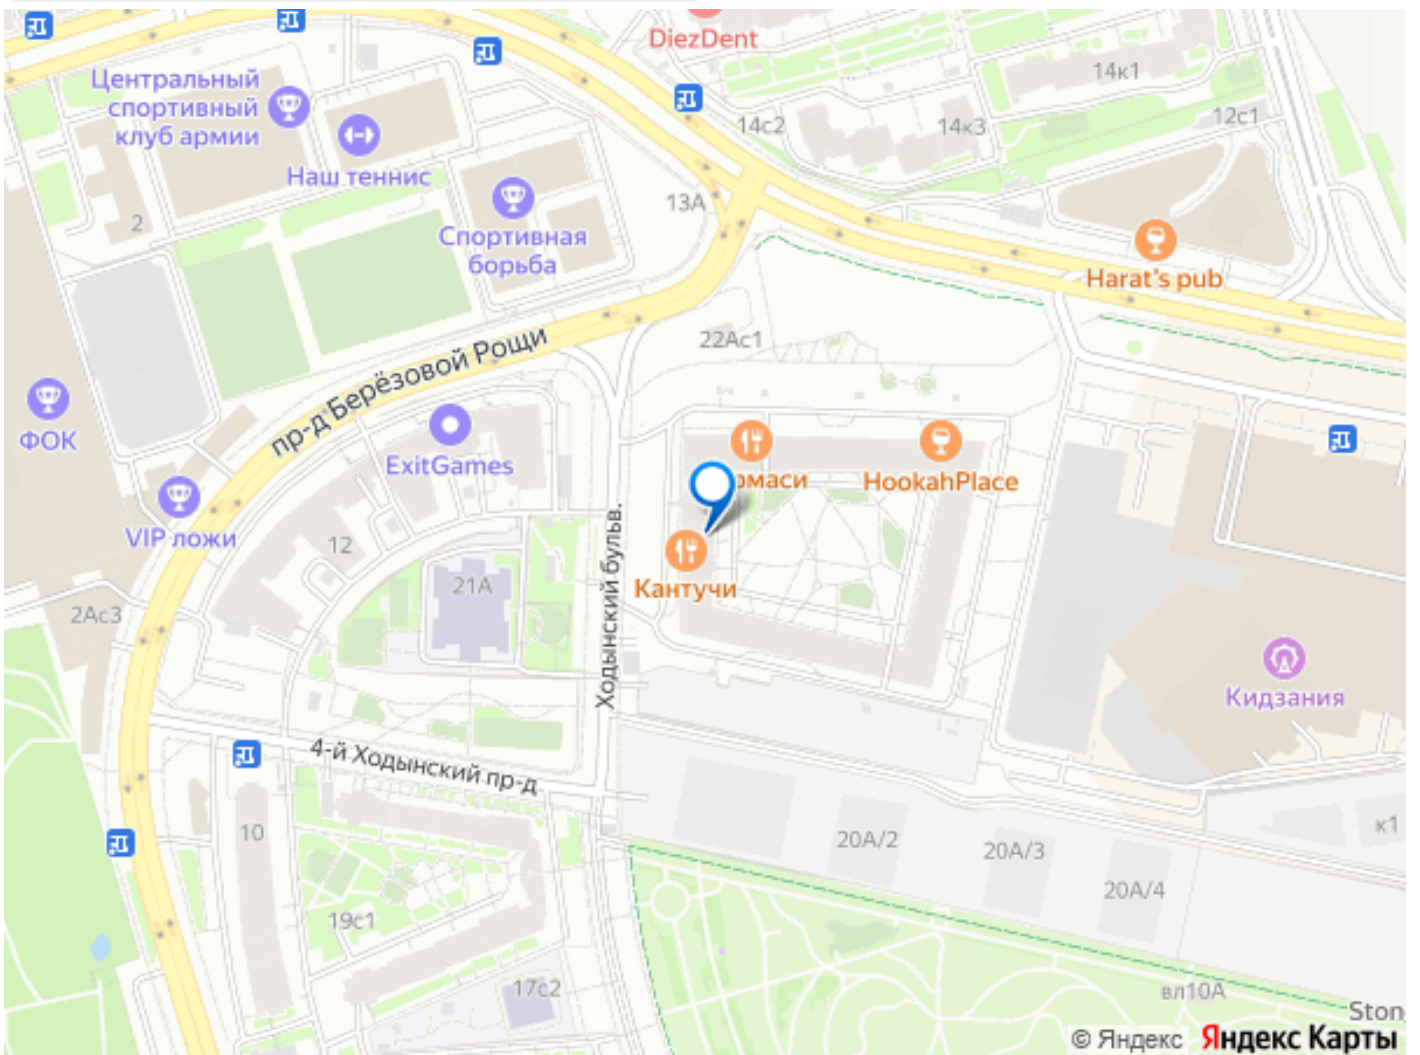 DiezDent
Центральный
спортивный
клуб армии
14к1
14с2
14к3
12с1
Наш теннис
13А
2
Спортивная
борьба
Harat's pub
22Ас1
пр-д Берёзовой Рощи
ФОК
ExitGames
HookahPlace
VIP ложи
12
Ходынский бульв.
21А
Кантучи
2Ас3
Кидзания
4-й Ходынский пр-д
10
20А/2
20А/3
к1
20А/4
19с1
17с2
вл10А
Ston
© Яндекс Яндекс Карты